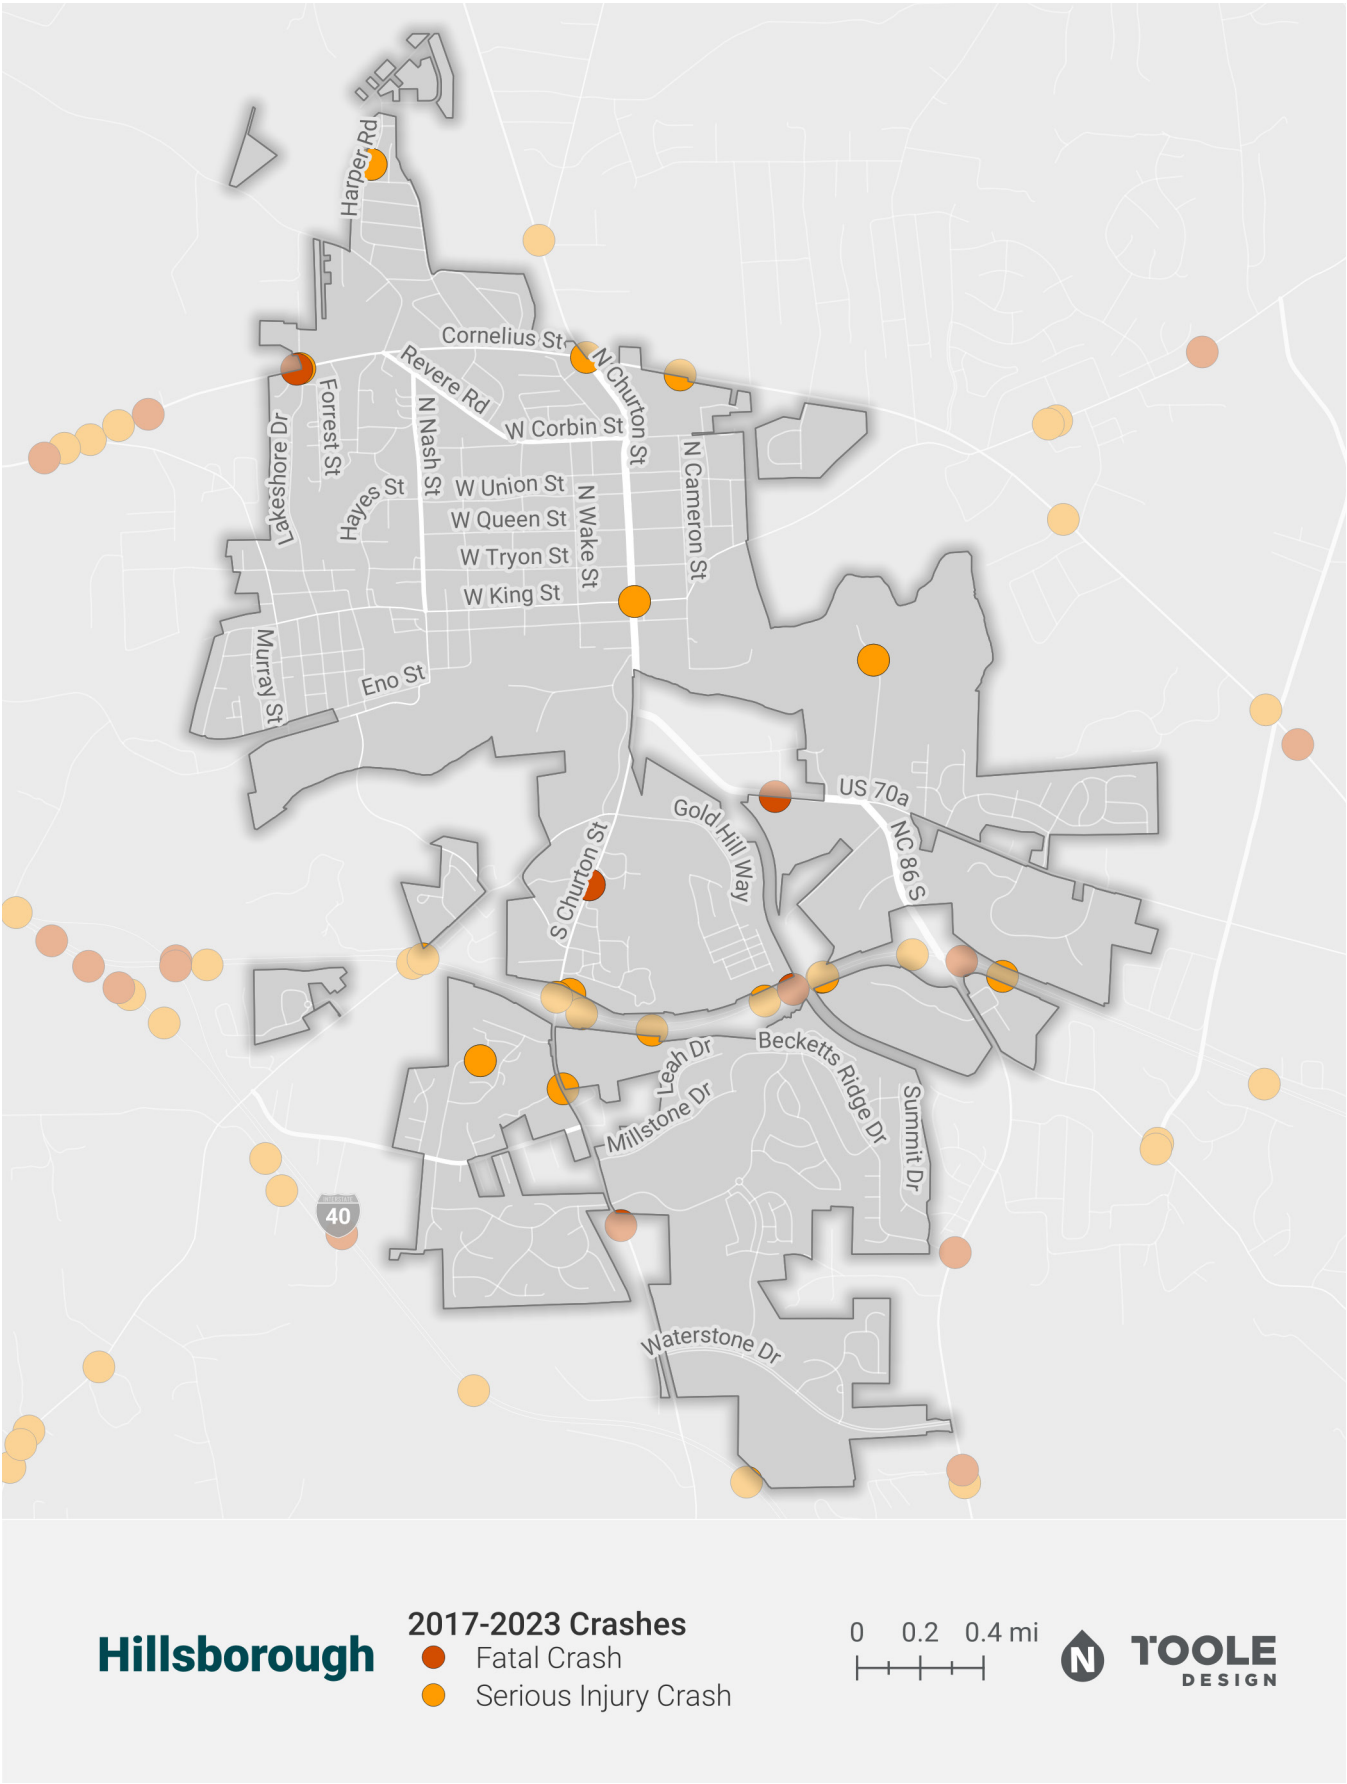 Harper Rd
Cornelius St
N Churton St
Revere Rd
Forrest St
Lakeshore Dr
N Nash St
W Corbin St
N Cameron St
Hayes St
W Union St
N Wake St
W Queen St
W Tryon St
W King St
Murray St
Eno St
US 70a
Gold Hill Way
NC 86 S
S Churton St
Leah Dr
Becketts Ridge Dr
Millstone Dr
Summit Dr
INTERSTATE
40
Waterstone Dr
Hillsborough
2017-2023 Crashes
Fatal Crash
Serious Injury Crash
0 0.2 0.4 mi
N
TOOLE
DESIGN